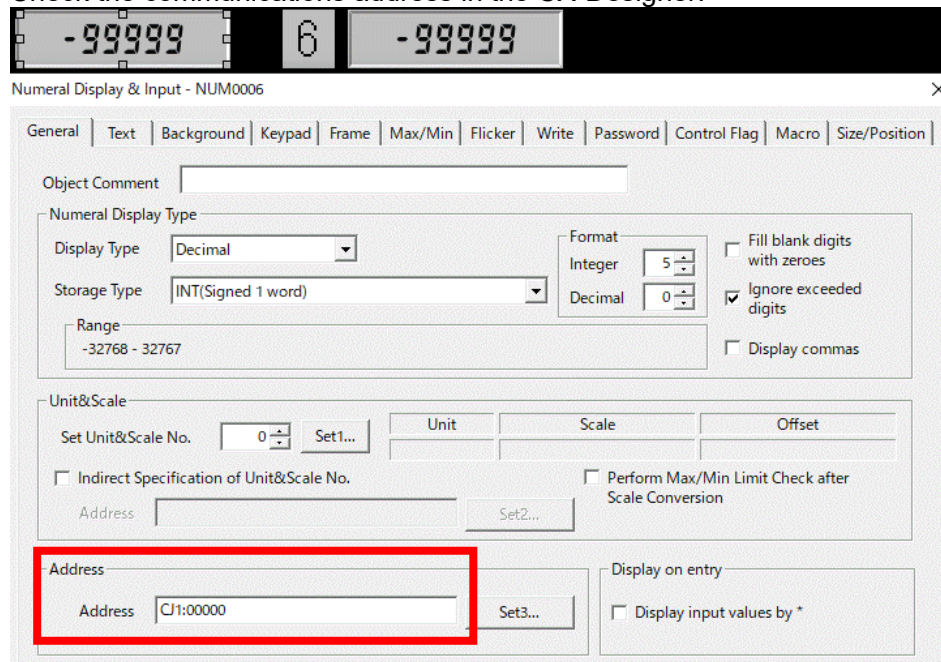 Check the communications address in the CX-Designer.
-99999 6 -99999
Numeral Display & Input - NUM0006
General Text Background Keypad Frame Max/Min Flicker Write Password Control Flag Macro Size/Position
Object Comment
Numeral Display Type
Display Type Decimal
Storage Type INT(Signed 1 word)
Format
Integer 5
Decimal 0
Fill blank digits
with zeroes
Ignore exceeded
digits
Range
-32768 - 32767
Display commas
Unit&Scale
Set Unit&Scale No. 0 Set1...
Unit Scale Offset
Indirect Specification of Unit&Scale No.
Perform Max/Min Limit Check after
Scale Conversion
Address Set2...
Address
Address CJ1:00000 Set3...
Display on entry
Display input values by *